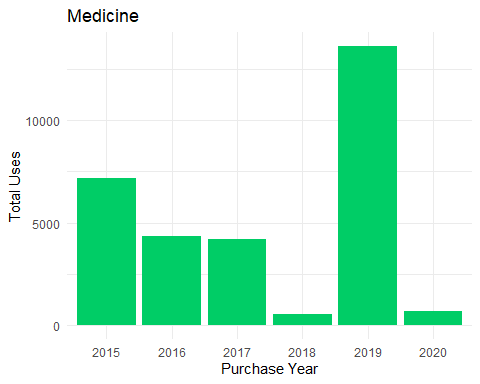 Medicine
10000
5000
0
Total Uses
2015 2016 2017 2018 2019 2020
Purchase Year